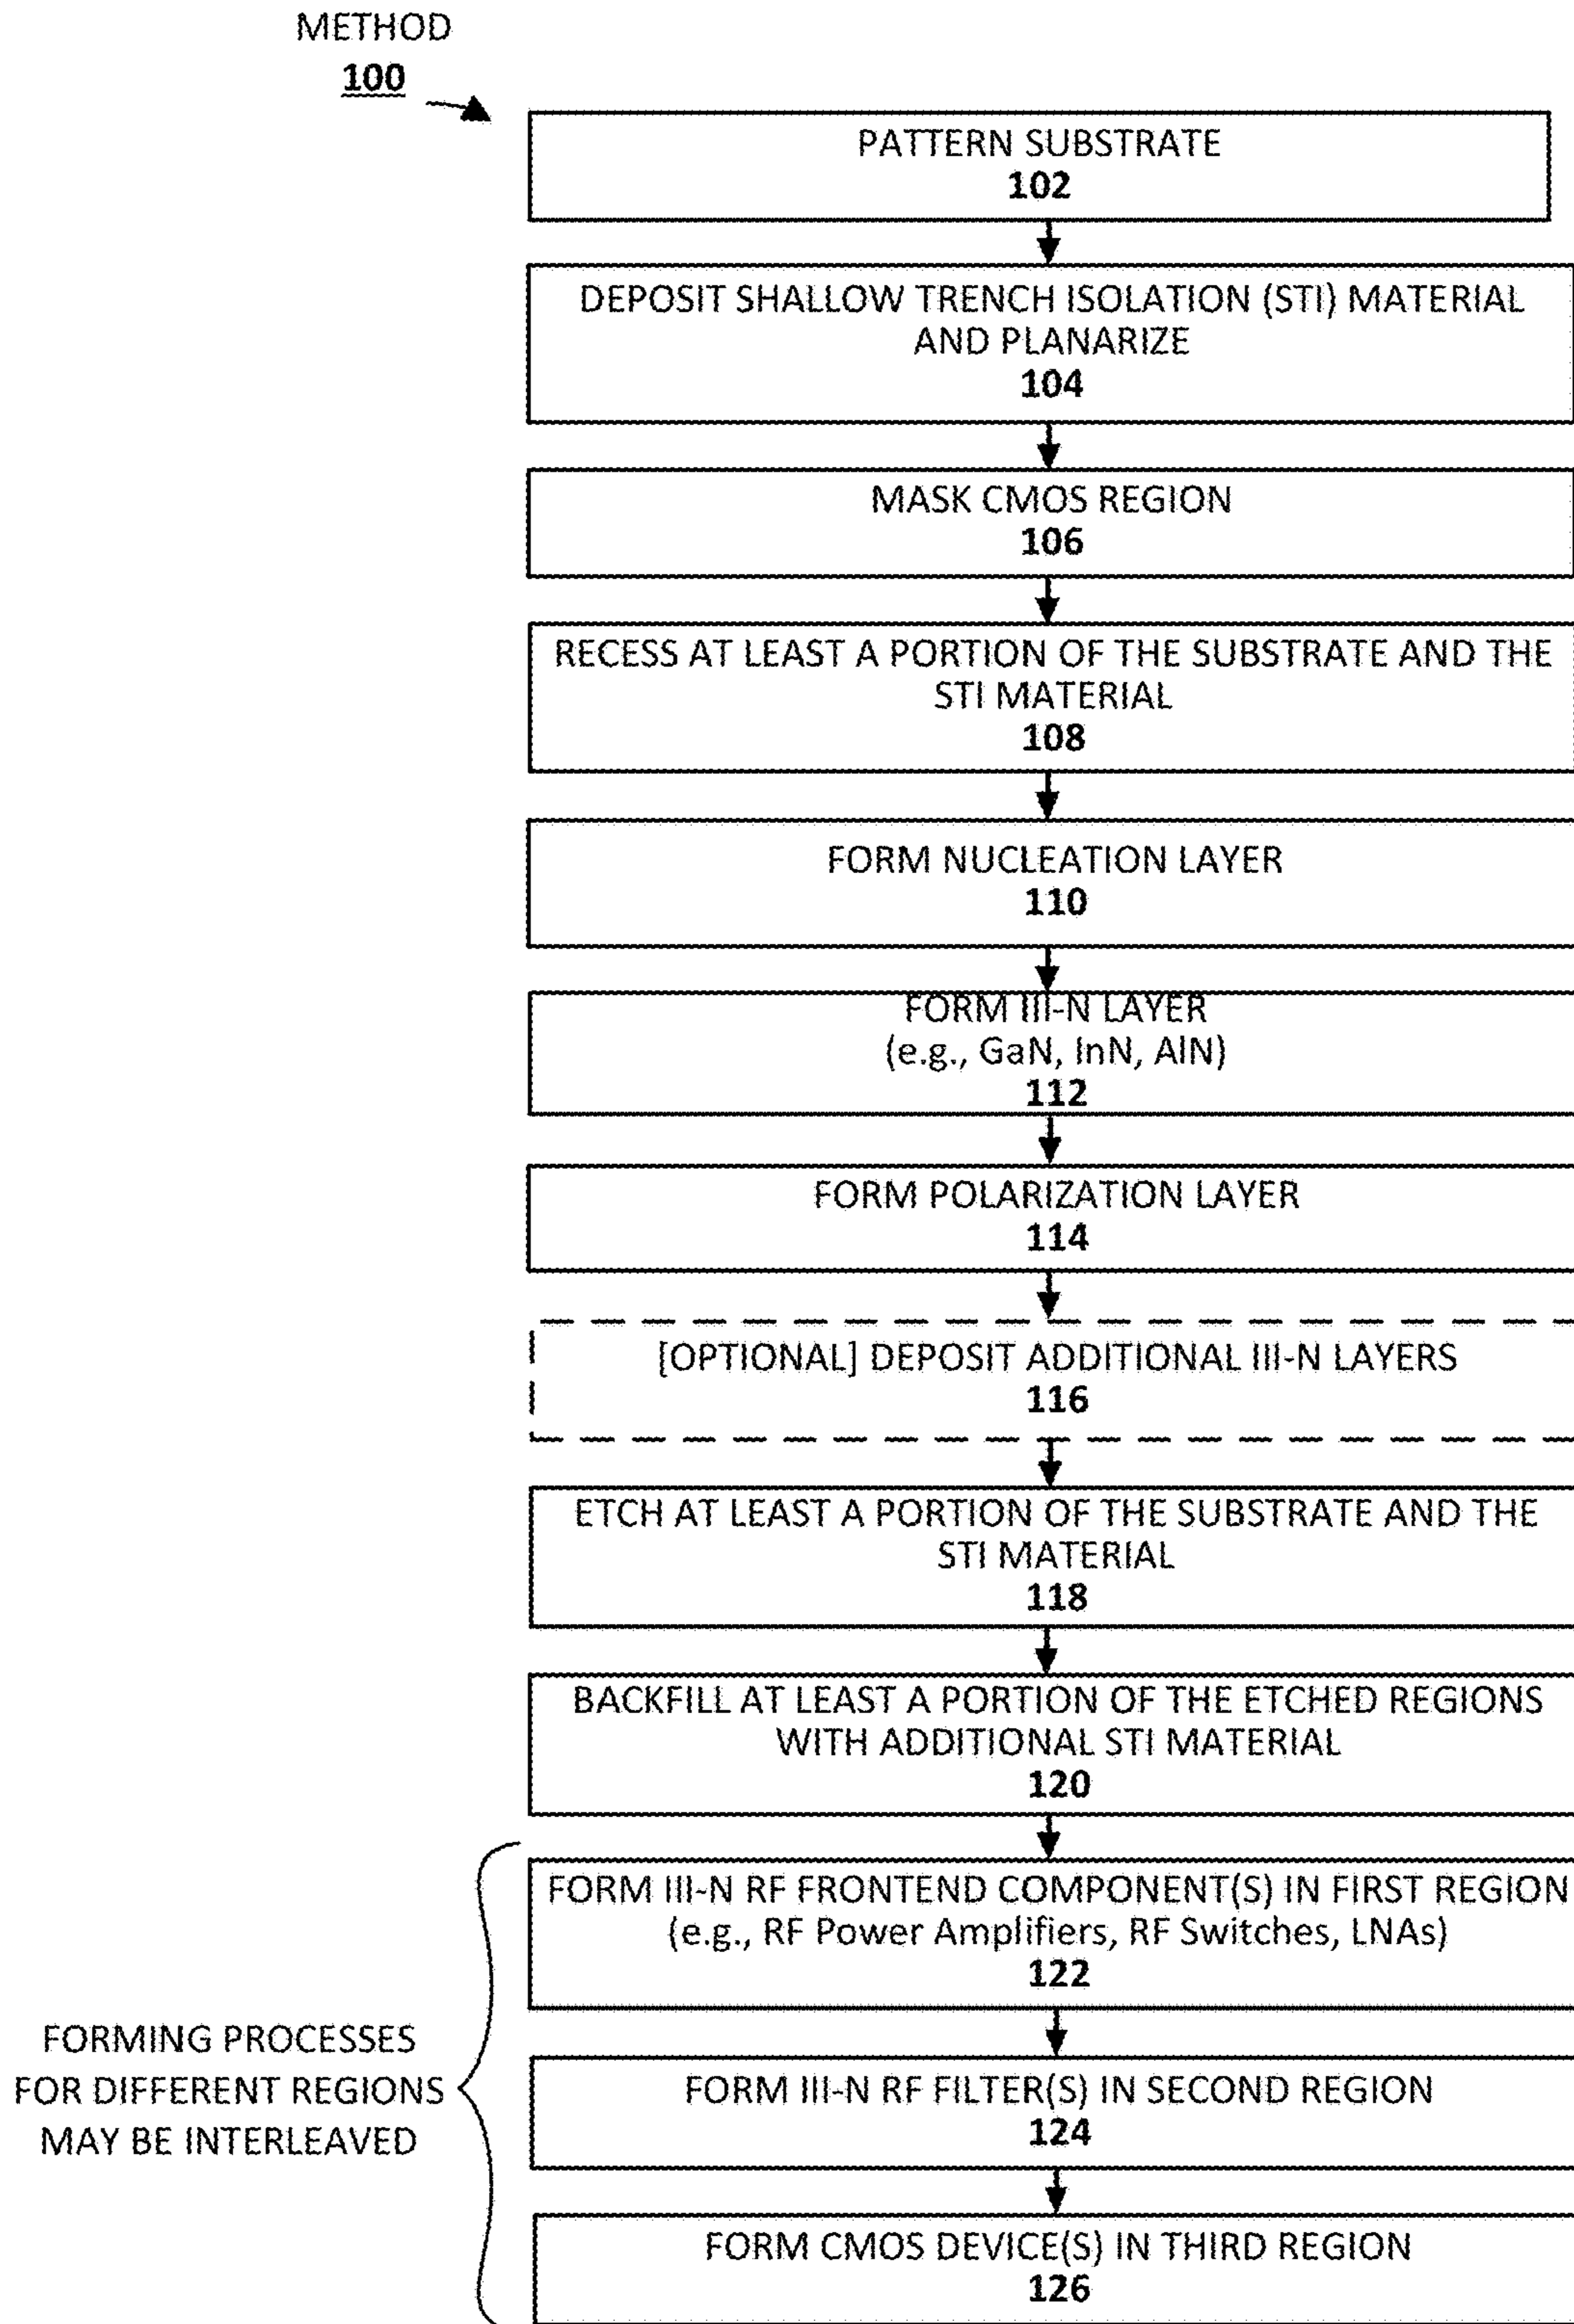 METHOD
100
PATTERN SUBSTRATE
102
DEPOSIT SHALLOW TRENCH ISOLATION (STI) MATERIAL
AND PLANARIZE
104
MASK CMOS REGION
106
RECESS AT LEAST A PORTION OF THE SUBSTRATE AND THE
STI MATERIAL
108
FORM NUCLEATION LAYER
110
FORM III-N LAYER
(e.g., GaN, InN, AlN)
112
FORM POLARIZATION LAYER
114
[OPTIONAL] DEPOSIT ADDITIONAL III-N LAYERS
116
ETCH AT LEAST A PORTION OF THE SUBSTRATE AND THE
STI MATERIAL
118
BACKFILL AT LEAST A PORTION OF THE ETCHED REGIONS
WITH ADDITIONAL STI MATERIAL
120
FORM III-N RF FRONTEND COMPONENT(S) IN FIRST REGION
(e.g., RF Power Amplifiers, RF Switches, LNAs)
122
FORMING PROCESSES
FOR DIFFERENT REGIONS
MAY BE INTERLEAVED
FORM III-N RF FILTER(S) IN SECOND REGION
124
FORM CMOS DEVICE(S) IN THIRD REGION
126